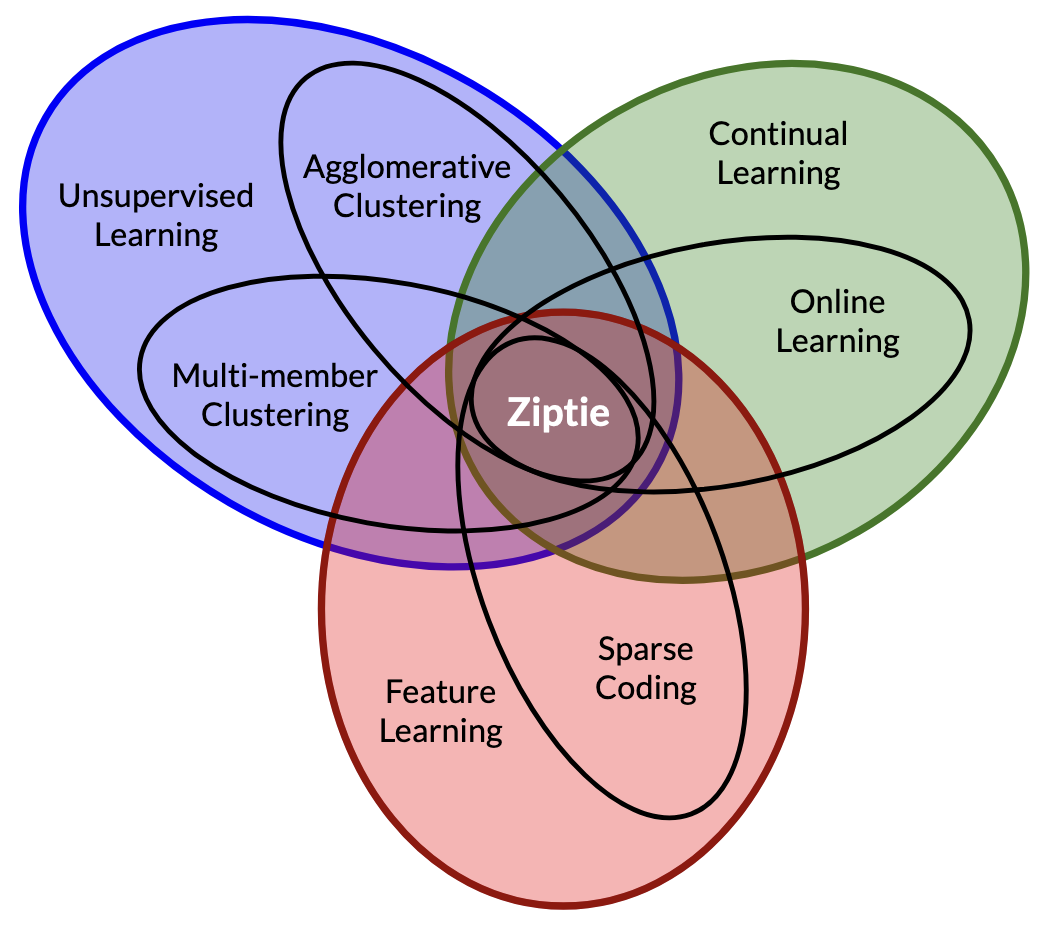 Continual
Learning
Agglomerative
Clustering
Unsupervised
Learning
Online
Learning
Multi-member
Clustering
Ziptie
Sparse
Coding
Feature
Learning